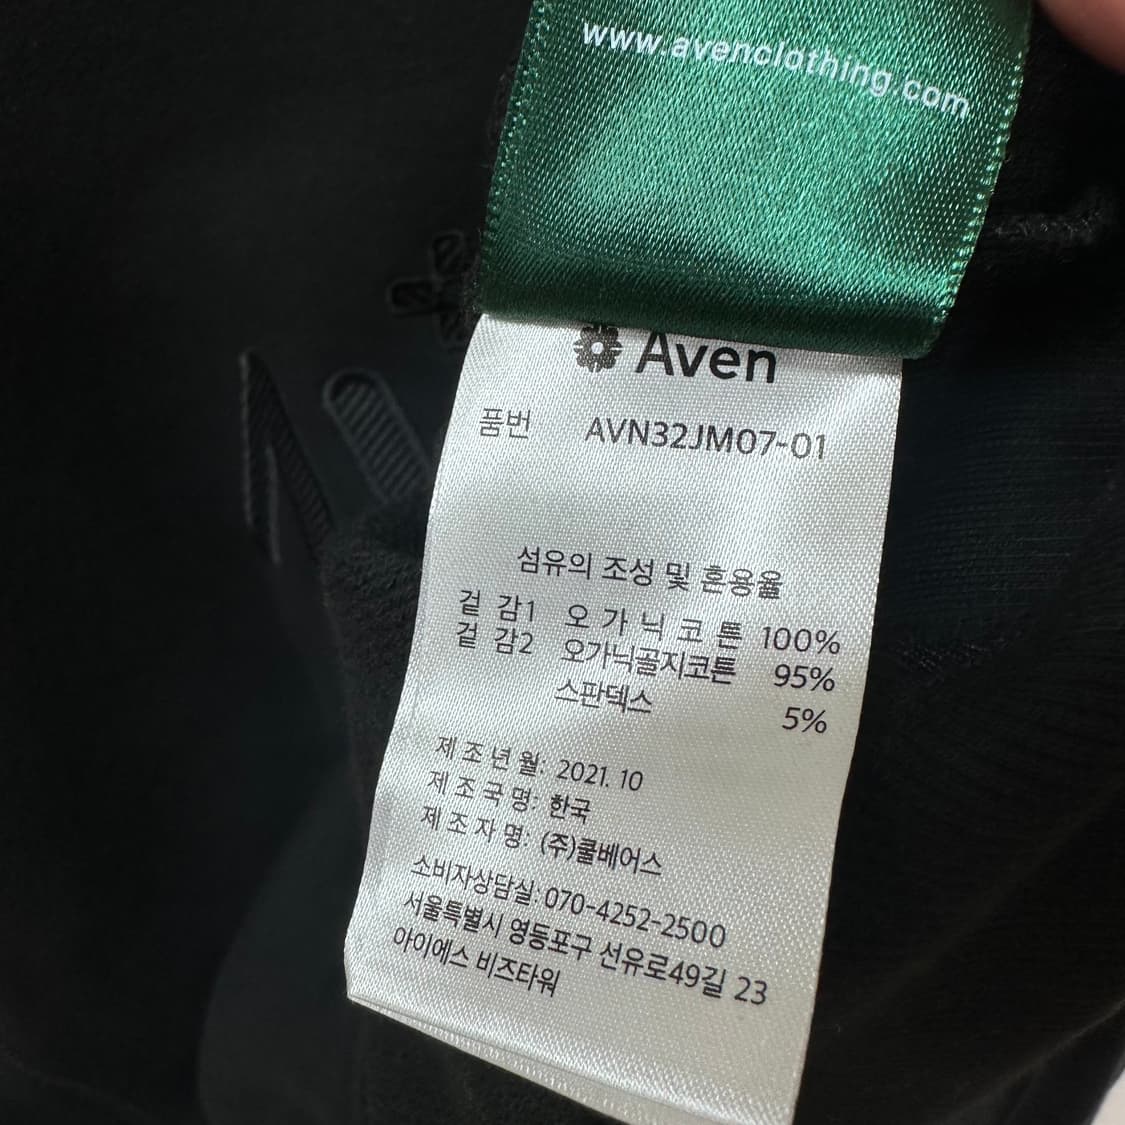 www.avenclothing.com
Aven
품번 AVN32JM07-01
섬유의 조성 및 혼용율
겉 감1 오 가 닉 코 튼 100%
겉 감2 오가닉골지코튼 95%
스판덱스 5%
제 조 년 월: 2021. 10
제 조 국 명: 한국
제 조 자 명: (주)쿨베어스
소비자상담실: 070-4252-2500
서울특별시 영등포구 선유로49길 23
아이에스 비즈타워